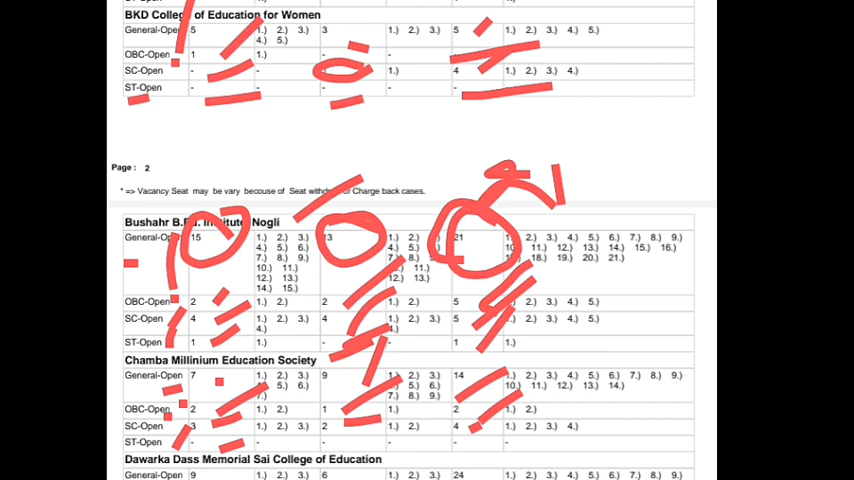 BKD College of Education for Women
General-Open 5 1.) 2.) 3.) 3 1.) 2.) 3.) 5 1.) 2.) 3.) 4.) 5.)
4.) 5.)
OBC-Open 1 1.) - - -
SC-Open - - 1.) 4 1.) 2.) 3.) 4.)
ST-Open - - - - -
Page : 2
* => Vacancy Seat may be vary becouse of Seat or Charge back cases.
Bushahr B.Ed. Institute Nogli
General-Open 15 1.) 2.) 3.) 13 1.) 2.) 3.) 21 1.) 2.) 3.) 4.) 5.) 6.) 7.) 8.) 9.)
4.) 5.) 6.) 4.) 5.) 6.) 10.) 11.) 12.) 13.) 14.) 15.) 16.)
7.) 8.) 9.) 7.) 8.) 18.) 19.) 20.) 21.)
10.) 11.) 11.)
12.) 13.) 12.) 13.)
14.) 15.)
OBC-Open 2 1.) 2.) 2 1.) 2.) 5 1.) 2.) 3.) 4.) 5.)
SC-Open 4 1.) 2.) 3.) 4 1.) 2.) 3.) 5 1.) 2.) 3.) 4.) 5.)
4.) 4.)
ST-Open 1 1.) - - 1 1.)
Chamba Millinium Education Society
General-Open 7 1.) 2.) 3.) 9 1.) 2.) 3.) 14 1.) 2.) 3.) 4.) 5.) 6.) 7.) 8.) 9.)
5.) 6.) 5.) 6.) 10.) 11.) 12.) 13.) 14.)
7.) 7.) 8.) 9.)
OBC-Open 2 1.) 2.) 1 1.) 2 1.) 2.)
SC-Open 3 1.) 2.) 3.) 2 1.) 2.) 4 1.) 2.) 3.) 4.)
ST-Open - - - - - -
Dawarka Dass Memorial Sai College of Education
General-Open 9 1.) 2.) 3.) 6 1.) 2.) 3.) 24 1.) 2.) 3.) 4.) 5.) 6.) 7.) 8.) 9.)